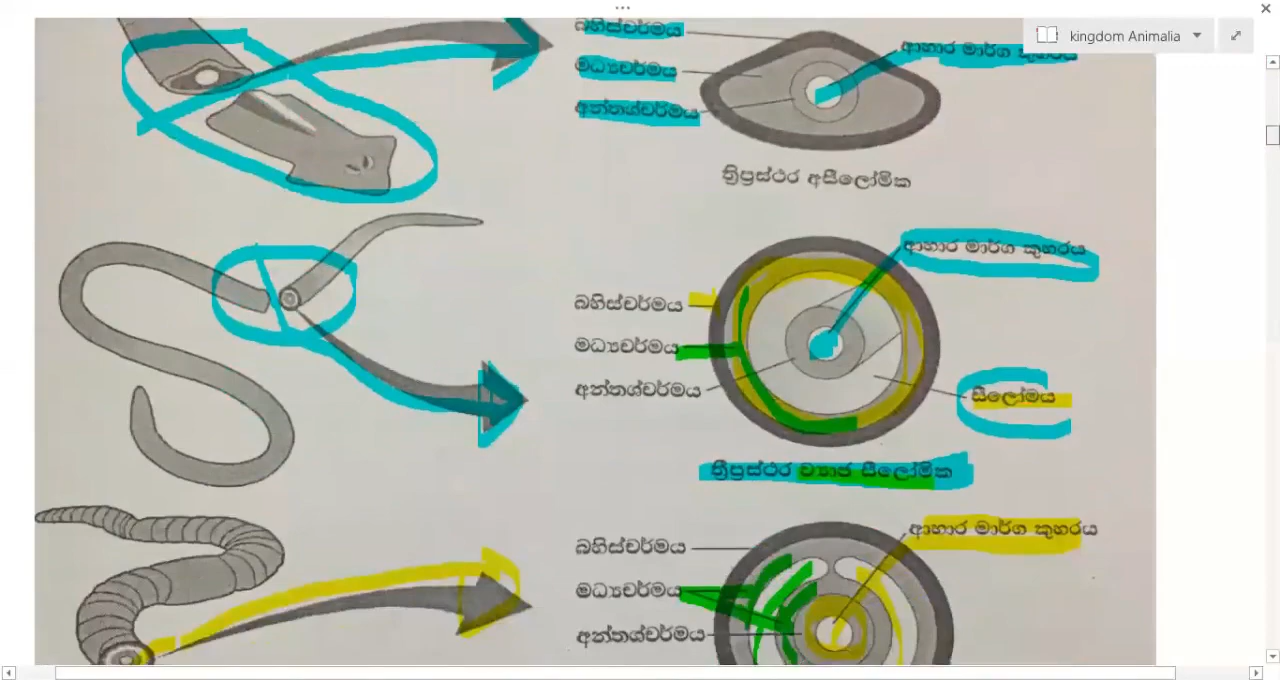 kingdom Animalia
බහිස්චර්මය
ආහාර මාර්ග කුහරය
මධ්‍යචර්මය
අන්තශ්චර්මය
ත්‍රිප්‍රස්ථර අසීලෝමික
ආහාර මාර්ග කුහරය
බහිස්චර්මය
මධ්‍යචර්මය
අන්තශ්චර්මය
සීලෝමය
ත්‍රිප්‍රස්ථර ව්‍යාජ සීලෝමික
ආහාර මාර්ග කුහරය
බහිස්චර්මය
මධ්‍යචර්මය
අන්තශ්චර්මය